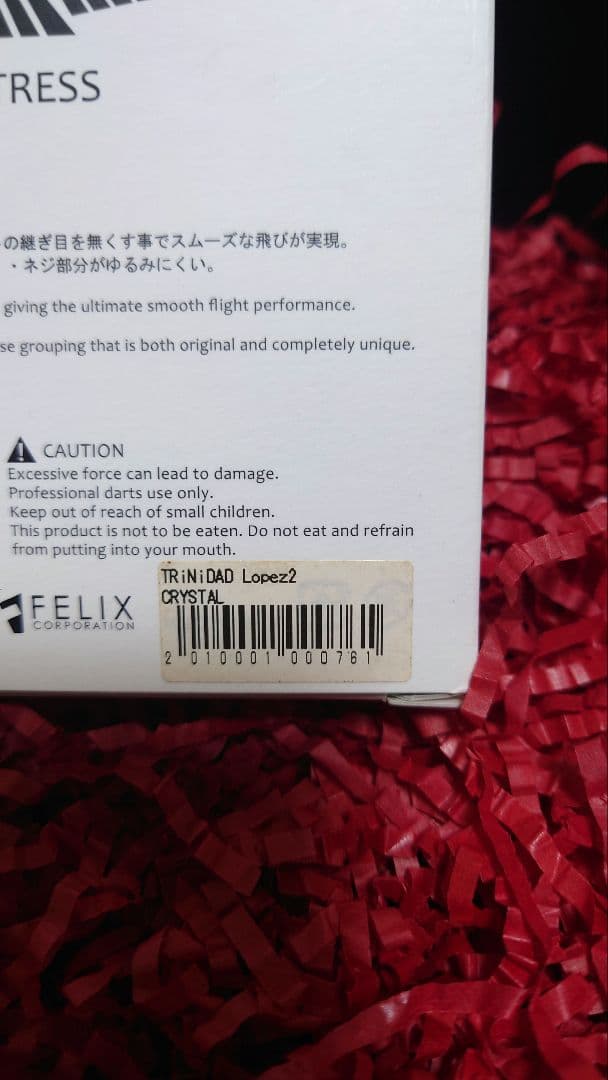 TRESS
の継ぎ目を無くす事でスムーズな飛びが実現。
・ネジ部分がゆるみにくい。
giving the ultimate smooth flight performance.
se grouping that is both original and completely unique.
CAUTION
Excessive force can lead to damage.
Professional darts use only.
Keep out of reach of small children.
This product is not to be eaten. Do not eat and refrain
from putting into your mouth.
FELIX
CORPORATION
TRiNiDAD Lopez2
CRYSTAL
2 010001 000761